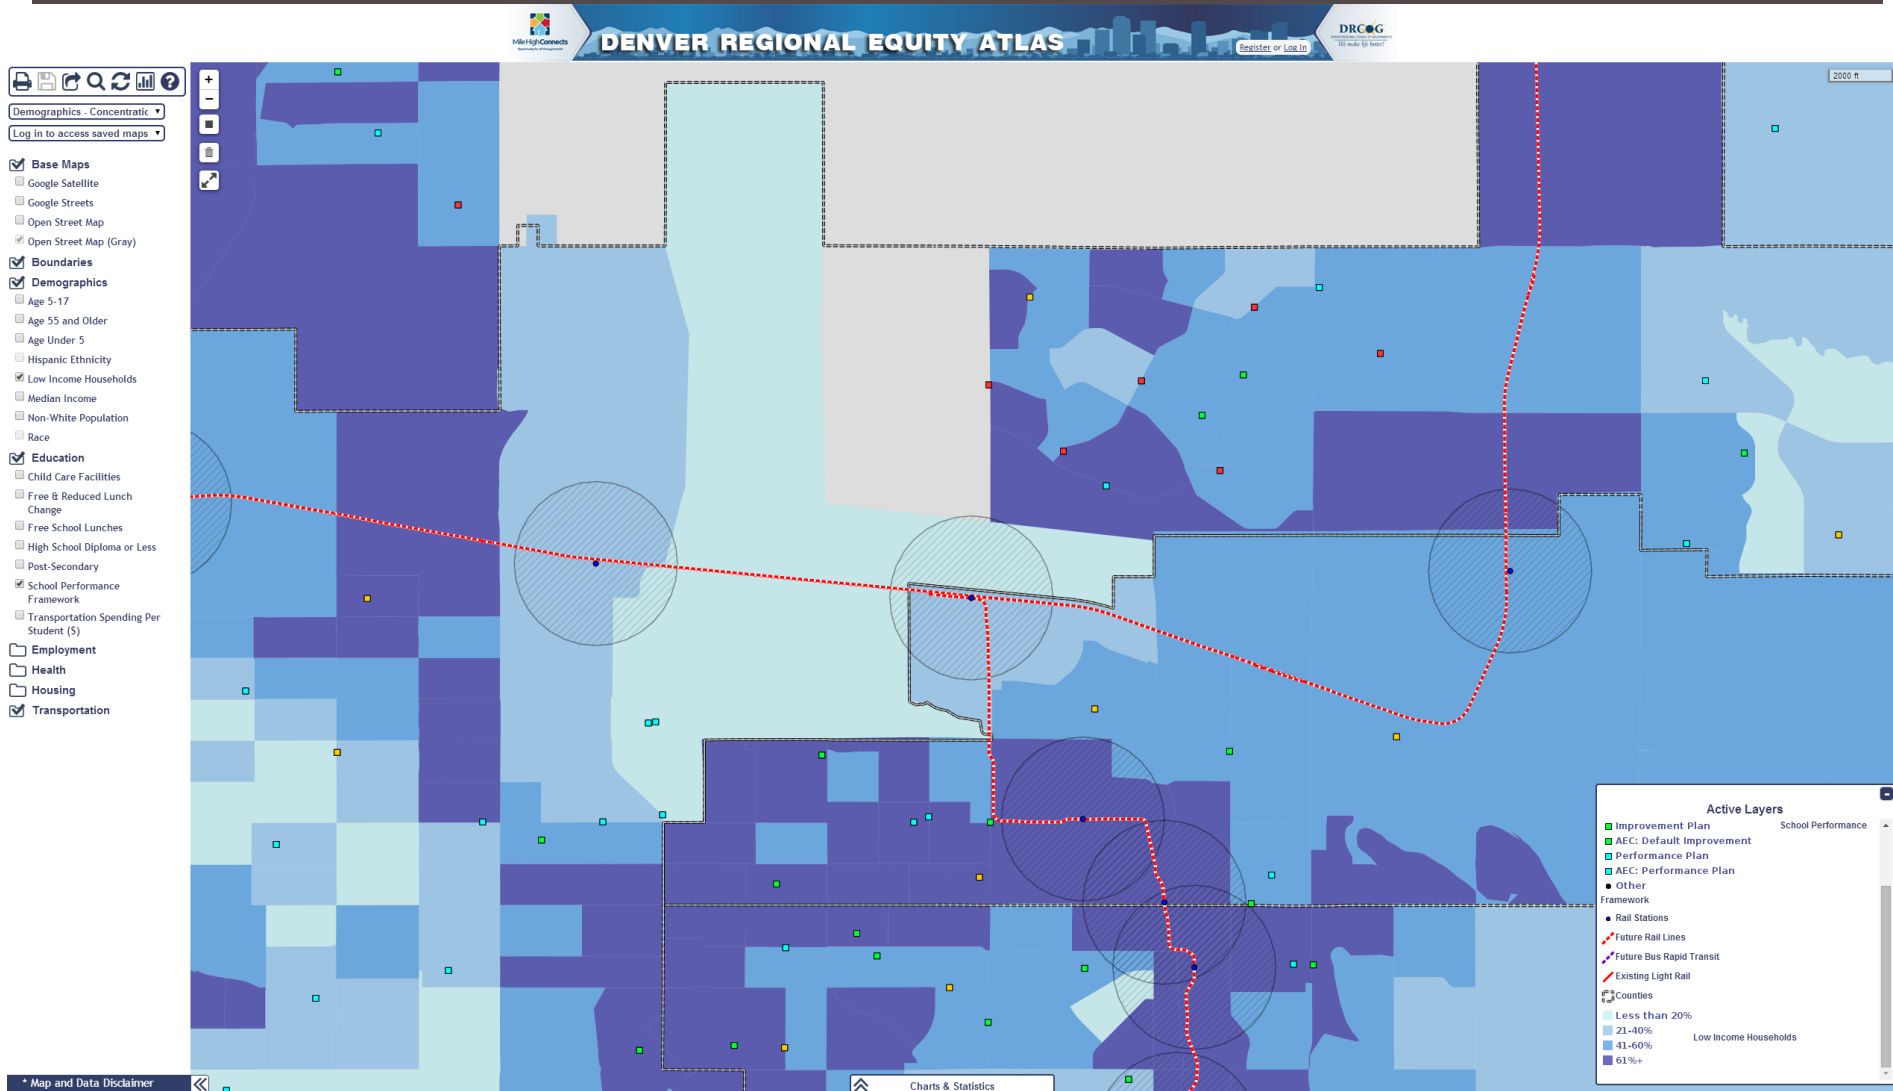 MileHighConnects
DENVER REGIONAL EQUITY ATLAS
Register or Log In
DRCOG
We make life better!
Demographics - Concentratic
Log in to access saved maps
Base Maps
Google Satellite
Google Streets
Open Street Map
Open Street Map (Gray)
Boundaries
Demographics
Age 5-17
Age 55 and Older
Age Under 5
Hispanic Ethnicity
Low Income Households
Median Income
Non-White Population
Race
Education
Child Care Facilities
Free & Reduced Lunch
Change
Free School Lunches
High School Diploma or Less
Post-Secondary
School Performance
Framework
Transportation Spending Per
Student ($)
Employment
Health
Housing
Transportation
* Map and Data Disclaimer
+
−
2000 ft
Active Layers
Improvement Plan
School Performance
AEC: Default Improvement
Performance Plan
AEC: Performance Plan
Other
Framework
Rail Stations
Future Rail Lines
Future Bus Rapid Transit
Existing Light Rail
Counties
Less than 20%
21-40%
Low Income Households
41-60%
61%+
Charts & Statistics